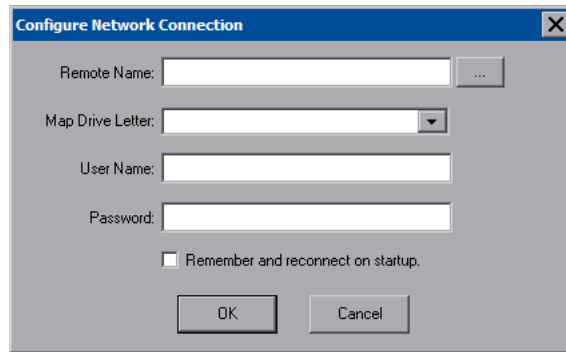 Configure Network Connection
Remote Name:
...
Map Drive Letter:
User Name:
Password:
Remember and reconnect on startup.
OK
Cancel